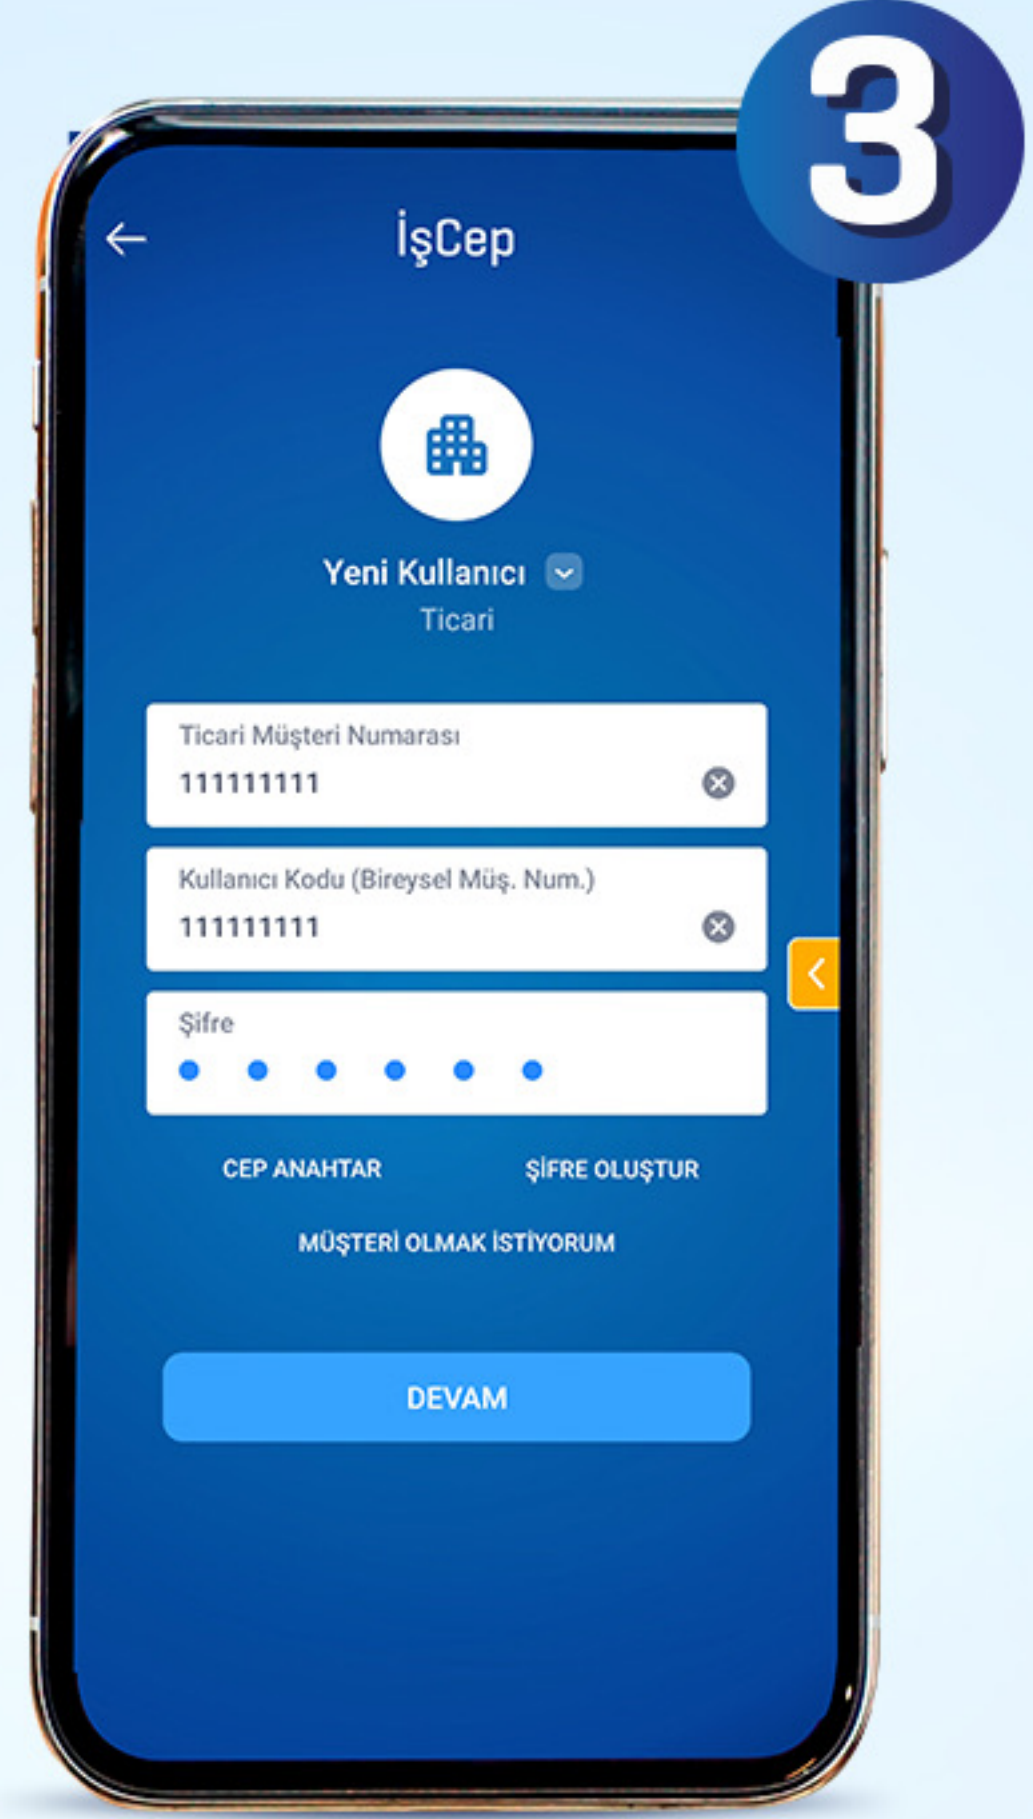 3
İşCep
Yeni Kullanıcı
Ticari
Ticari Müşteri Numarası
111111111
Kullanıcı Kodu (Bireysel Müş. Num.)
111111111
Şifre
CEP ANAHTAR ŞİFRE OLUŞTUR
MÜŞTERİ OLMAK İSTİYORUM
DEVAM